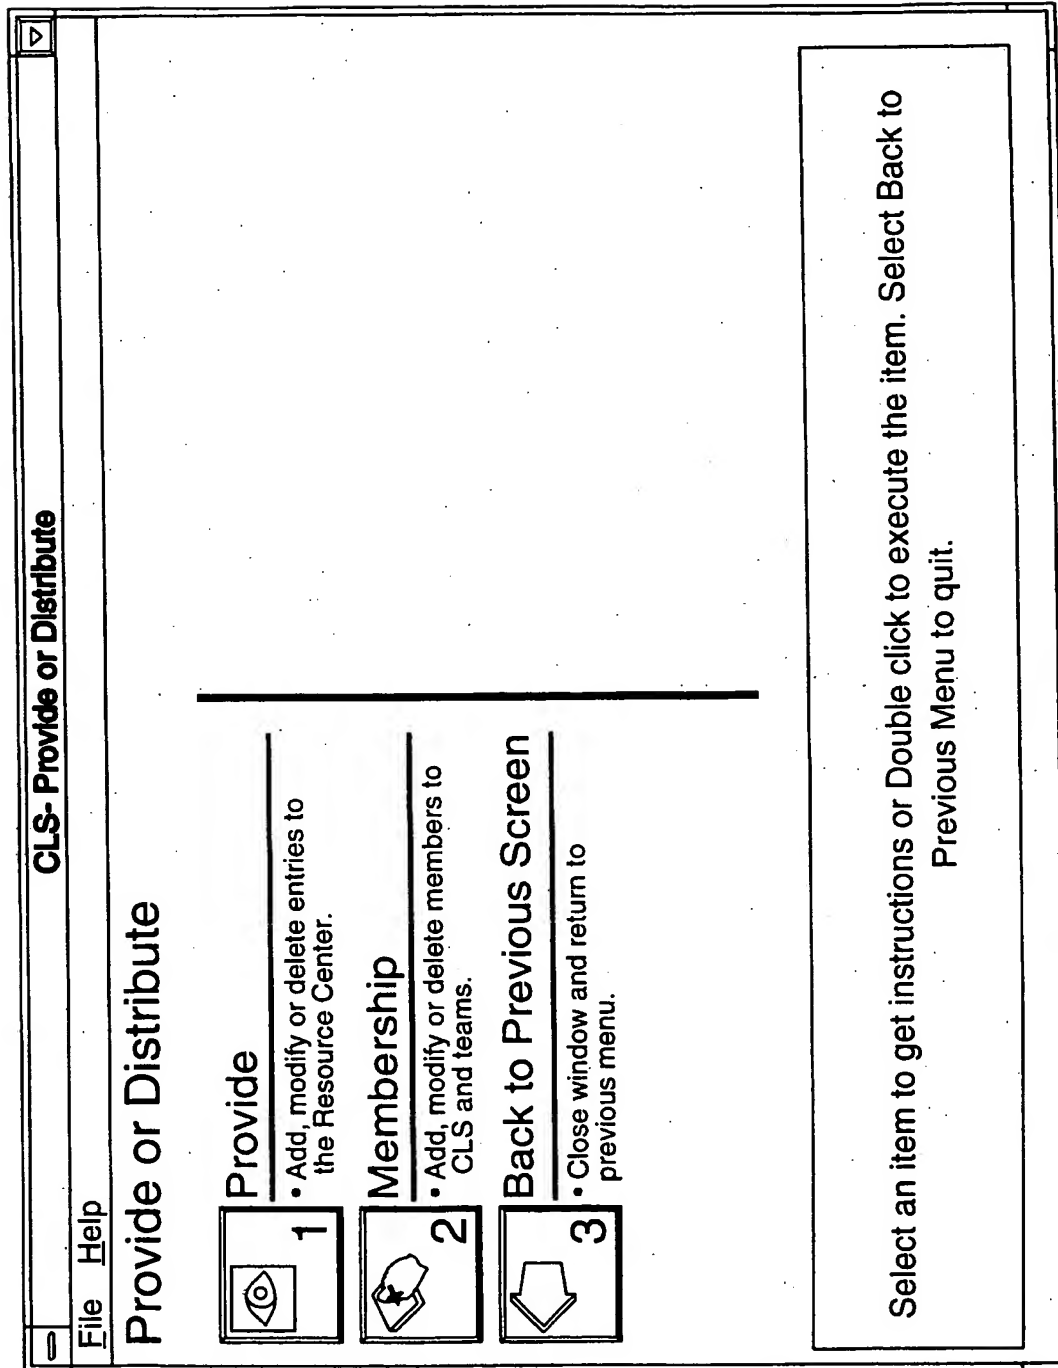 CLS- Provide or Distribute
File Help
Provide or Distribute
1
Provide
• Add, modify or delete entries to
the Resource Center.
2
Membership
• Add, modify or delete members to
CLS and teams.
3
Back to Previous Screen
• Close window and return to
previous menu.
Select an item to get instructions or Double click to execute the item. Select Back to
Previous Menu to quit.